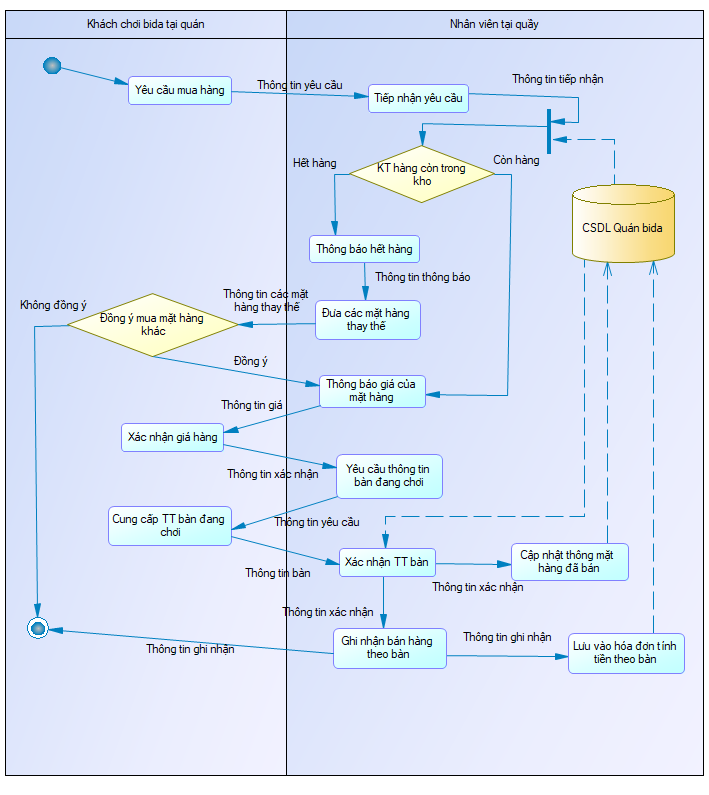 Khách chơi bida tại quán
Nhân viên tại quầy
Yêu cầu mua hàng
Thông tin yêu cầu
Tiếp nhận yêu cầu
Thông tin tiếp nhận
Hết hàng
KT hàng còn trong
kho
Còn hàng
CSDL Quán bida
Thông báo hết hàng
Thông tin thông báo
Không đồng ý
Thông tin các mặt
hàng thay thế
Đưa các mặt hàng
thay thế
Đồng ý mua mặt hàng
khác
Đồng ý
Thông báo giá của
mặt hàng
Thông tin giá
Xác nhận giá hàng
Thông tin xác nhận
Yêu cầu thông tin
bàn đang chơi
Cung cấp TT bàn đang
chơi
Thông tin yêu cầu
Thông tin bàn
Xác nhận TT bàn
Cập nhật thông mặt
hàng đã bán
Thông tin xác nhận
Thông tin xác nhận
Ghi nhận bán hàng
theo bàn
Thông tin ghi nhận
Lưu vào hóa đơn tính
tiền theo bàn
Thông tin ghi nhận